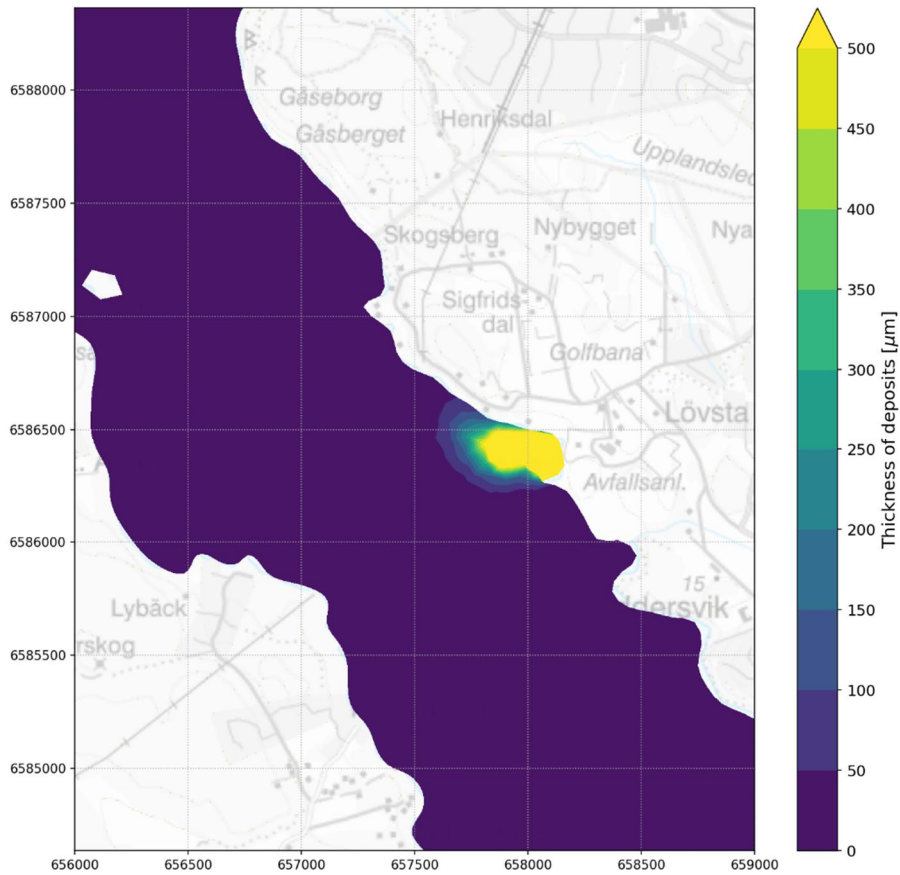 6588000
6587500
6587000
6586500
6586000
6585500
6585000
656000 656500 657000 657500 658000 658500 659000
Gåseborg
Gåsberget
Henriksdal
Upplandsled
Skogsberg
Nybygget
Nya
Sigfrids-
dal
Golfbana
Lövsta
Avfallsanl.
15
ldersvik
Lybäck
rskog
sa
R
500
450
400
350
300
250
200
150
100
50
0
Thickness of deposits [μm]